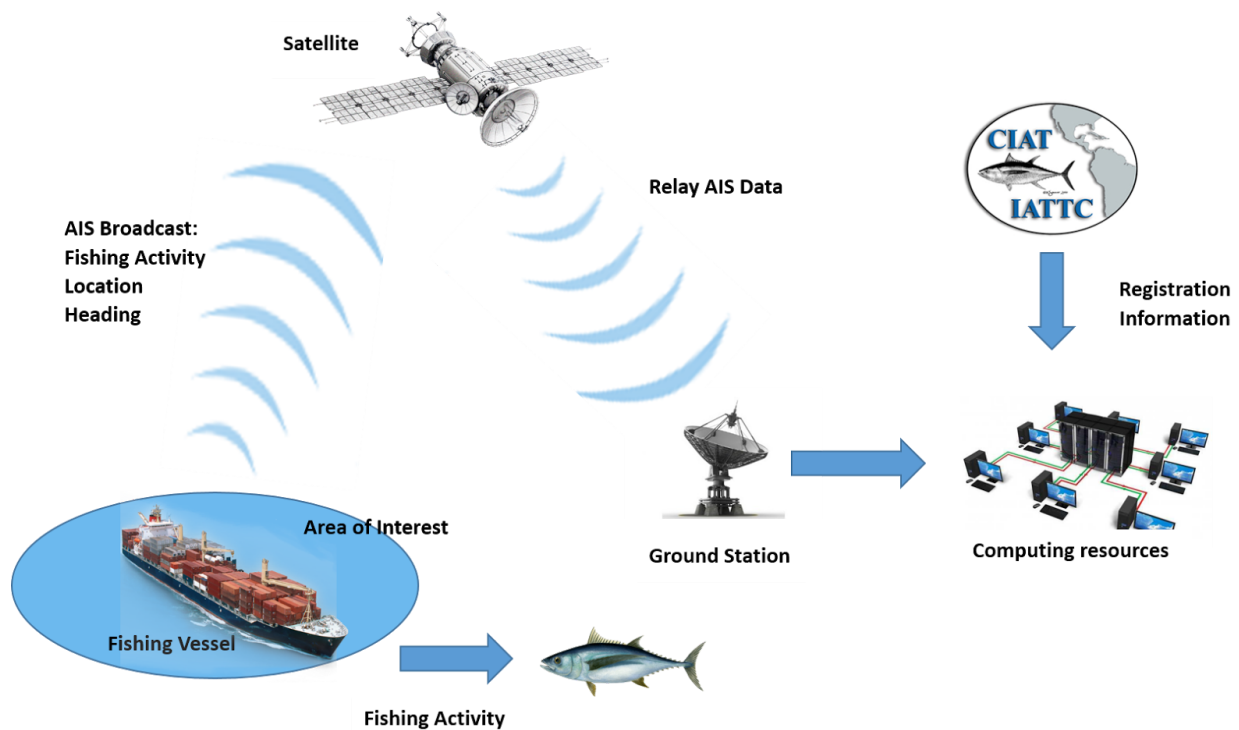 Satellite
CIAT
IATTC
Relay AIS Data
AIS Broadcast:
Fishing Activity
Location
Heading
Registration
Information
Area of Interest
Ground Station
Computing resources
Fishing Vessel
Fishing Activity